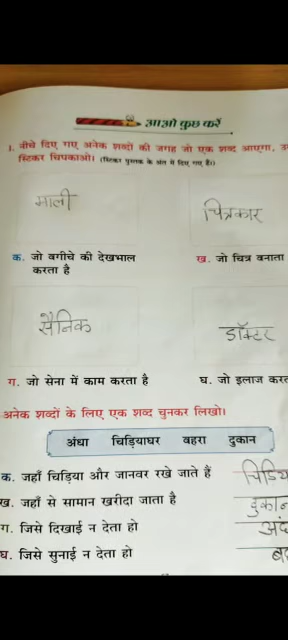 आओ कुछ करें
1. नीचे दिए गए अनेक शब्दों की जगह जो एक शब्द आएगा,
स्टिकर चिपकाओ। (स्टिकर पुस्तक के अंत में दिए गए हैं।)
माली
चित्रकार
क. जो बगीचे की देखभाल करता है
ख. जो चित्र बनाता
सैनिक
डॉक्टर
ग. जो सेना में काम करता है
घ. जो इलाज
अनेक शब्दों के लिए एक शब्द चुनकर लिखो।
अंधा चिड़ियाघर बहरा दुकान
क. जहाँ चिड़िया और जानवर रखे जाते हैं
ख. जहाँ से सामान खरीदा जाता है दुकान
ग. जिसे दिखाई न देता हो
घ. जिसे सुनाई न देता हो